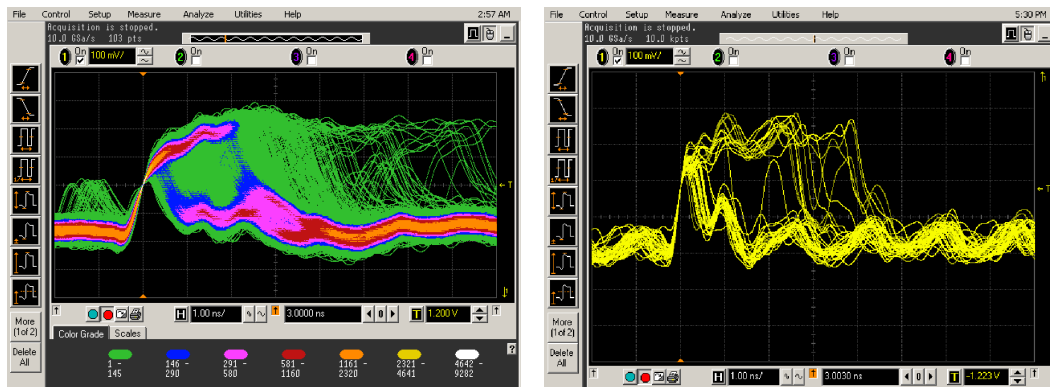 File Control Setup Measure Analyze Utilities Help 2:57 AM
Acquisition is stopped.
10.0 GSa/s 103 pts
1 On 100 mV/ 2 On 3 On 4 On
T
More
(1 of 2)
Delete
All
H 1.00 ns/ 3.0000 ns 0 T 1.200 V
Color Grade Scales
?
1 - 146 - 291 - 581 - 1161 - 2321 - 4642 -
145 290 580 1160 2320 4641 9282
File Control Setup Measure Analyze Utilities Help 5:30 PM
Acquisition is stopped.
10.0 GSa/s 10.0 kpts
1 On 100 mV/ 2 On 3 On 4 On
T
More
(1 of 2)
Delete
All
H 1.00 ns/ 3.0030 ns 0 T -1.223 V